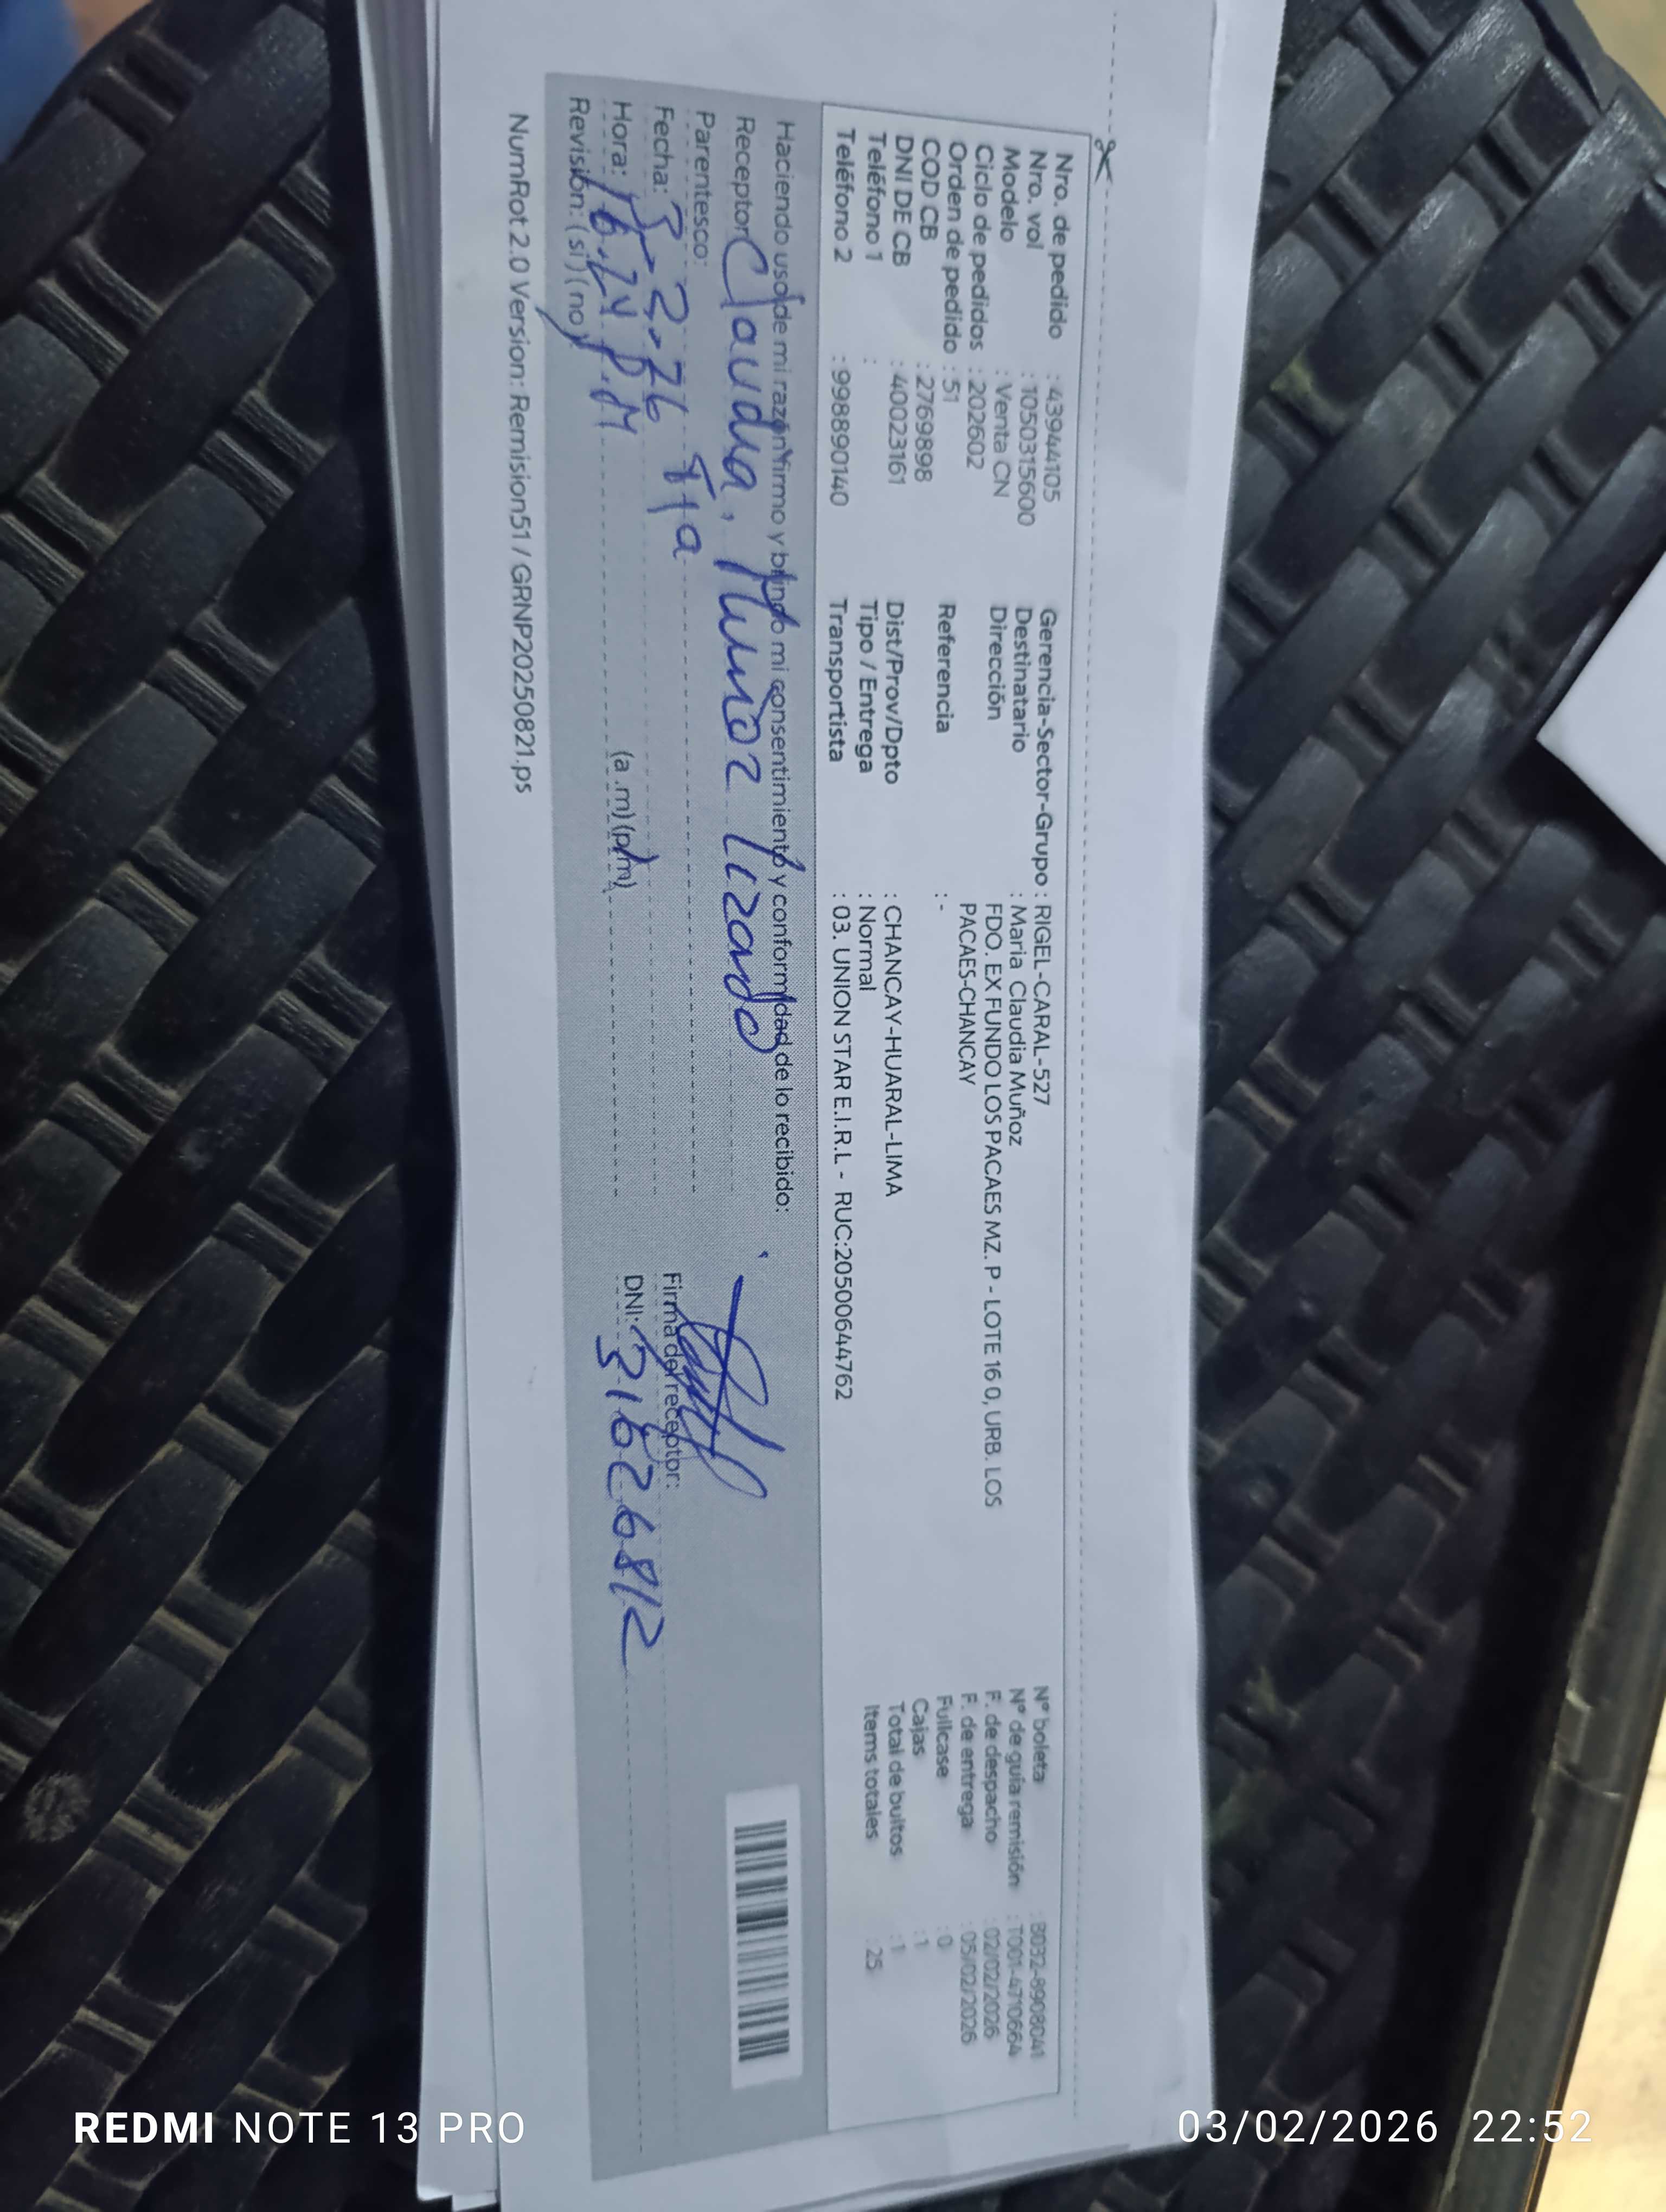 Nro. de pedido : 43944105
Nro. vol : 10503315600
Modelo : Venta CN
Ciclo de pedidos : 202602
Orden de pedido : 51
COD CB : 2769898
DNI DE CB : 40023161
Teléfono 1 :
Teléfono 2 : 998890140
Gerencia-Sector-Grupo : RIGEL-CARAL-527
Destinatario : Maria Claudia Muñoz
Dirección FDO. EX FUNDO LOS PACAES MZ. P - LOTE 16 0, URB. LOS
PACAES-CHANCAY
Referencia : -
Dist/Prov/Dpto : CHANCAY-HUARAL-LIMA
Tipo / Entrega : Normal
Transportista : 03. UNION STAR E.I.R.L - RUC:20500644762
N° boleta : B032-8908041
N° de guía remisión : T001-4710664
F. de despacho : 02/02/2026
F. de entrega : 05/02/2026
Fullcase : 0
Cajas : 1
Total de bultos : 1
Items totales : 25
Haciendo uso de mi razón firmo y brindo mi consentimiento y conformidad de lo recibido:
Receptor Claudia, Muñoz Lizando
Parentesco: Tía
Fecha: 3-2-26
Hora: 6:24 P.M (a .m) (p.m)
Revisión: (si) (no)
Firma del receptor:
DNI: 31626812
NumRot 2.0 Version: Remision51 / GRNP20250821.ps
REDMI NOTE 13 PRO
03/02/2026 22:52